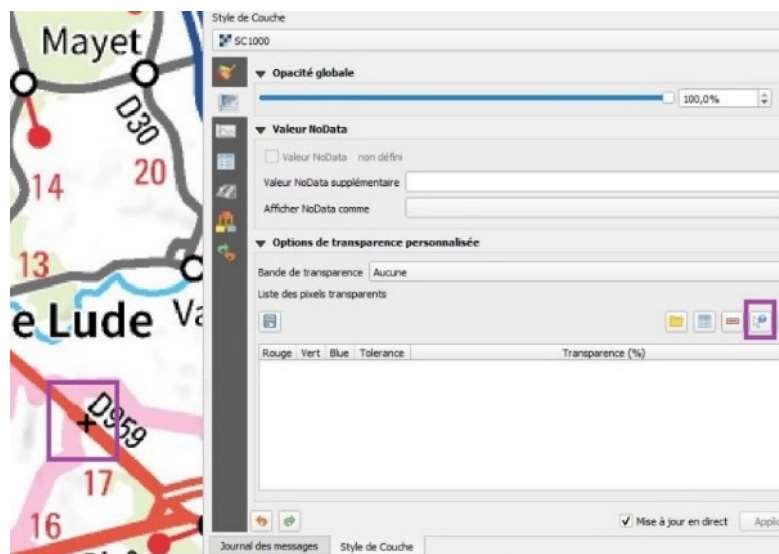 Mayet
D30
14
20
13
e Lude
Va
D959
17
16
Style de Couche
SC1000
Opacité globale
100,0%
Valeur NoData
Valeur NoData non défini
Valeur NoData supplémentaire
Afficher NoData comme
Options de transparence personnalisée
Bande de transparence Aucune
Liste des pixels transparents
Rouge Vert Blue Tolerance Transparence (%)
Mise à jour en direct Applic
Journal des messages Style de Couche